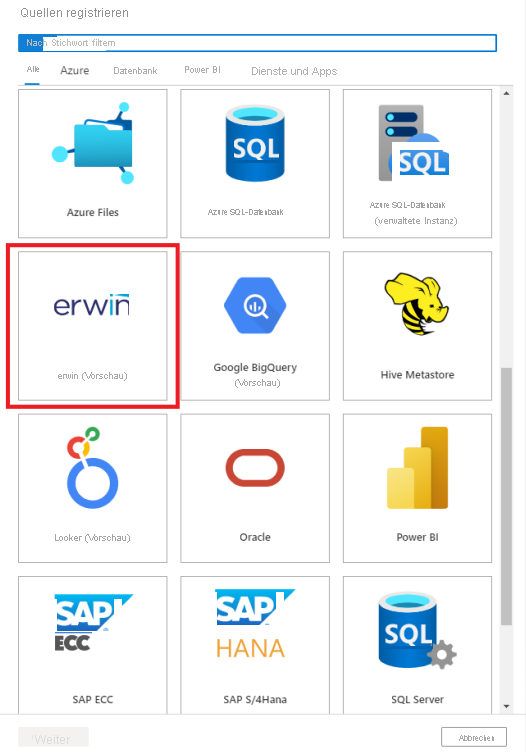 Quellen registrieren
Nach Stichwort filtern
Alle Azure Datenbank Power BI Dienste und Apps
Azure Files
SQL
Azure SQL-Datenbank
SQL
Azure SQL-Datenbank
(verwaltete Instanz)
erwin
erwin (Vorschau)
Google BigQuery
(Vorschau)
Hive Metastore
Looker (Vorschau)
Oracle
Power BI
SAP
ECC
SAP ECC
SAP
HANA
SAP S/4Hana
SQL
SQL Server
'Weiter
Abbrechen